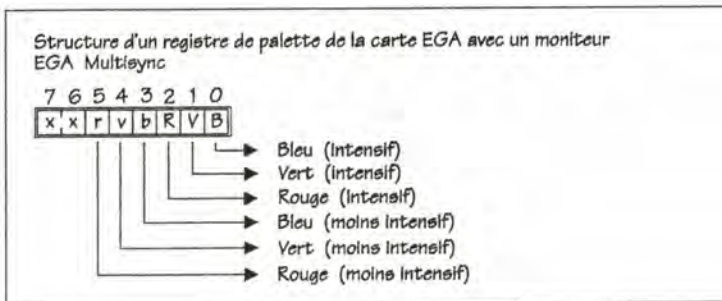 Structure d'un registre de palette de la carte EGA avec un moniteur
EGA Multisync
7 6 5 4 3 2 1 0
x x r v b R V B
Bleu (intensif)
Vert (intensif)
Rouge (intensif)
Bleu (moins intensif)
Vert (moins intensif)
Rouge (moins intensif)